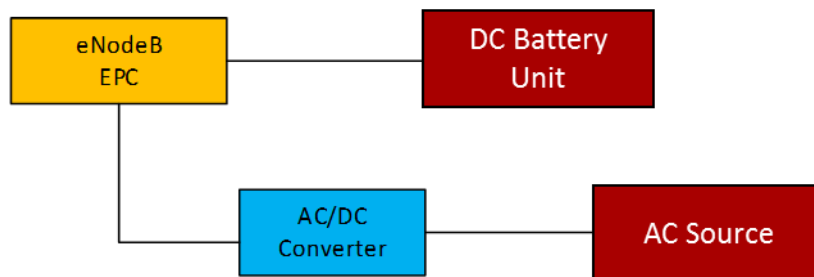 eNodeB
EPC
DC Battery
Unit
AC/DC
Converter
AC Source